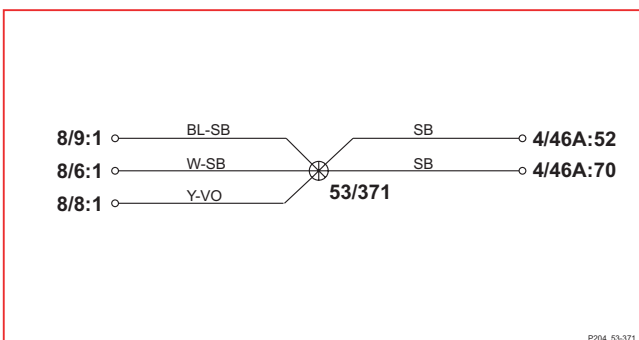 8/9:1 BL-SB SB 4/46A:52
8/6:1 W-SB SB 4/46A:70
53/371
8/8:1 Y-VO
P204_53-371